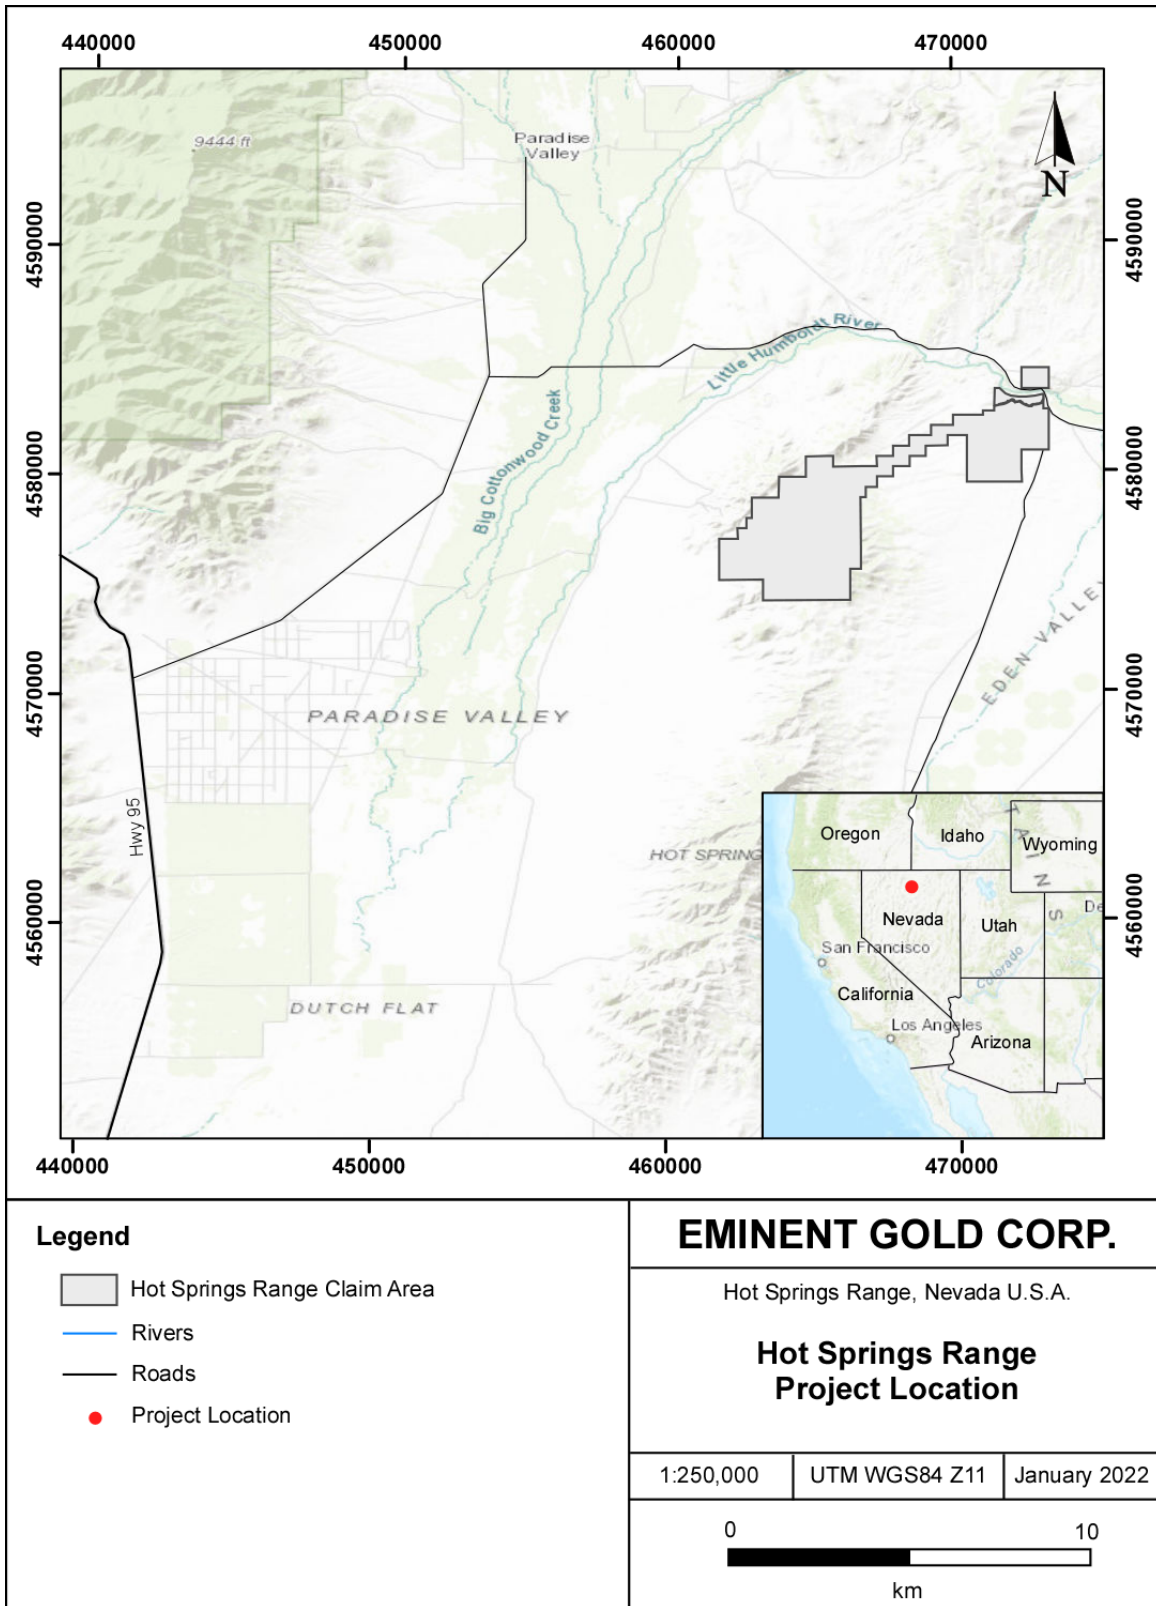 440000
450000
460000
470000
9444 ft
Paradise
Valley
N
4590000
4590000
Little Humboldt River
Big Cottonwood Creek
4580000
4580000
EDEN VALLEY
4570000
4570000
PARADISE VALLEY
Hwy 95
HOT SPRING
TAINS
Oregon
Idaho
Wyoming
Nevada
Utah
De
San Francisco
Colorado
California
Los Angeles
Arizona
4560000
4560000
DUTCH FLAT
440000
450000
460000
470000
Legend
Hot Springs Range Claim Area
Rivers
Roads
Project Location
EMINENT GOLD CORP.
Hot Springs Range, Nevada U.S.A.
Hot Springs Range
Project Location
1:250,000
UTM WGS84 Z11
January 2022
0
10
km